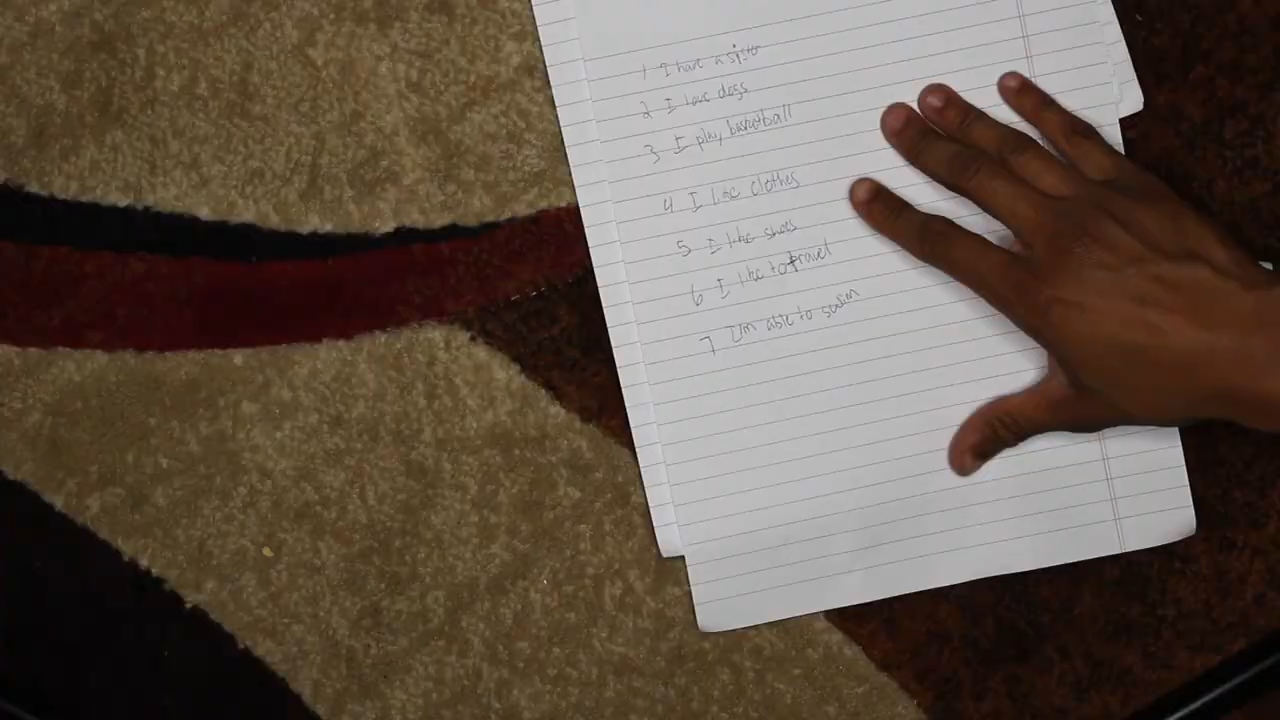 1 I have a sister
2 I love dogs
3 I play basketball
4 I like clothes
5 I like shoes
6 I like to travel
7 I'm able to swim